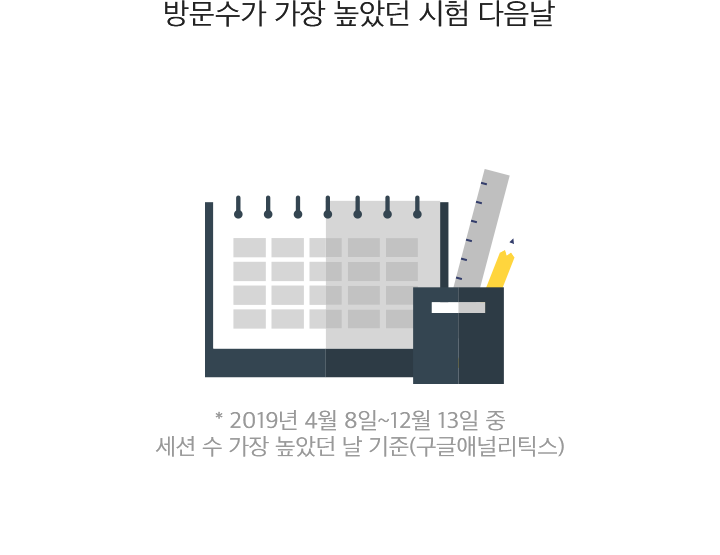 방문수가 가장 높았던 시험 다음날
* 2019년 4월 8일~12월 13일 중
세션 수 가장 높았던 날 기준(구글애널리틱스)